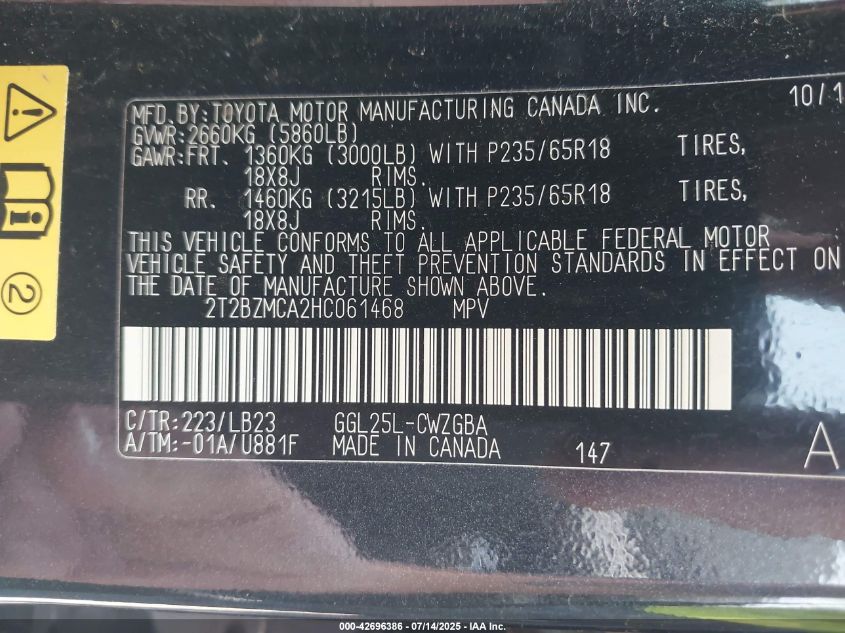 MFD.BY:TOYOTA MOTOR MANUFACTURING CANADA INC. 10/1
GVWR:2660KG (5860LB)
GAWR:FRT. 1360KG (3000LB) WITH P235/65R18 TIRES,
18X8J RIMS.
RR. 1460KG (3215LB) WITH P235/65R18 TIRES,
18X8J RIMS.
THIS VEHICLE CONFORMS TO ALL APPLICABLE FEDERAL MOTOR
VEHICLE SAFETY AND THEFT PREVENTION STANDARDS IN EFFECT ON
THE DATE OF MANUFACTURE SHOWN ABOVE.
2T2BZMCA2HC061468 MPV
C/TR:223/LB23 GGL25L-CWZGBA
A/TM:-01A/U881F MADE IN CANADA 147 A
2
000-42696386 - 07/14/2025 - IAA Inc.